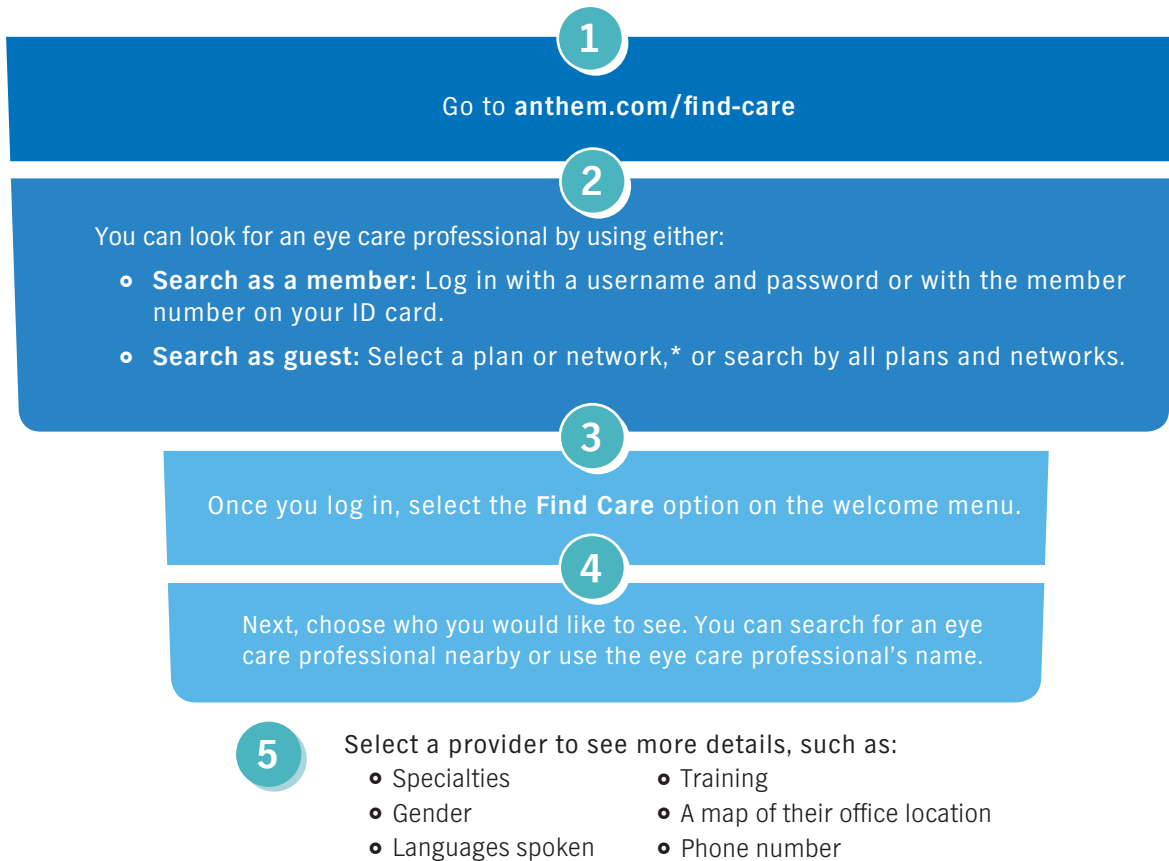 1
Go to anthem.com/find-care
2
You can look for an eye care professional by using either:
Search as a member: Log in with a username and password or with the member
number on your ID card.
Search as guest: Select a plan or network,* or search by all plans and networks.
3
Once you log in, select the Find Care option on the welcome menu.
4
Next, choose who you would like to see. You can search for an eye
care professional nearby or use the eye care professional's name.
5
Select a provider to see more details, such as:
Specialties
Gender
Languages spoken
Training
A map of their office location
Phone number